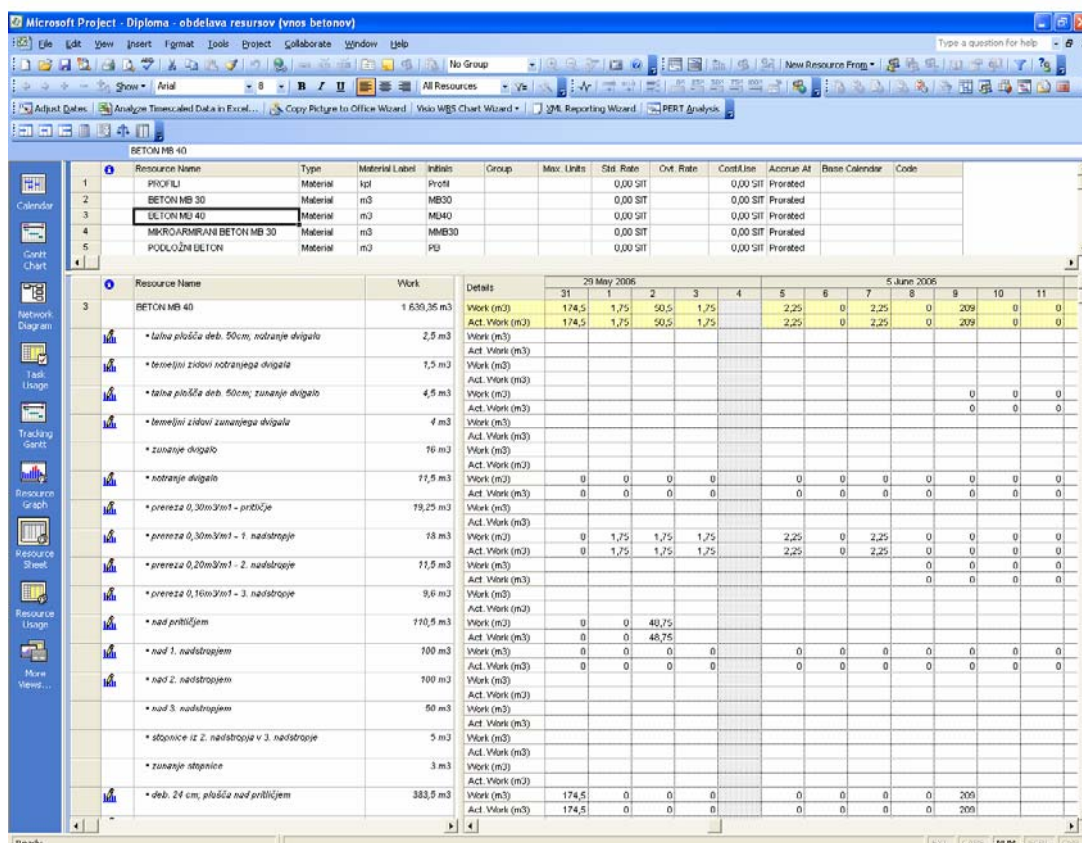 Microsoft Project - Diploma - obdelava resursov (vnos betonov)
File Edit View Insert Format Tools Project Collaborate Window Help
Type a question for help
No Group
New Resource From
Show Arial 8 B I U All Resources
Adjust Dates Analyze Timescaled Data in Excel... Copy Picture to Office Wizard Visio WBS Chart Wizard XML Reporting Wizard PERT Analysis
BETON MB 40
Resource Name Type Material Label Initials Group Max. Units Std. Rate Ovt. Rate Cost/Use Accrue At Base Calendar Code
1 PROFILI Material kpl Profil 0,00 SIT 0,00 SIT Prorated
2 BETON MB 30 Material m3 MB30 0,00 SIT 0,00 SIT Prorated
3 BETON MB 40 Material m3 MB40 0,00 SIT 0,00 SIT Prorated
4 MIKROARMIRANI BETON MB 30 Material m3 MMB30 0,00 SIT 0,00 SIT Prorated
5 PODLOŽNI BETON Material m3 PB 0,00 SIT 0,00 SIT Prorated
Calendar
Gantt Chart
Network Diagram
Task Usage
Tracking Gantt
Resource Graph
Resource Sheet
Resource Usage
More Views...
Resource Name Work Details 29 May 2006 5 June 2006
31 1 2 3 4 5 6 7 8 9 10 11
3 BETON MB 40 1 639,35 m3 Work (m3) 174,5 1,75 50,5 1,75 2,25 0 2,25 0 209 0 0
Act. Work (m3) 174,5 1,75 50,5 1,75 2,25 0 2,25 0 209 0 0
talna plošča deb. 50cm; notranje dvigalo 2,5 m3 Work (m3)
Act. Work (m3)
temeljni zidovi notranjega dvigala 1,5 m3 Work (m3)
Act. Work (m3)
talna plošča deb. 50cm; zunanje dvigalo 4,5 m3 Work (m3) 0 0 0
Act. Work (m3) 0 0 0
temeljni zidovi zunanjega dvigala 4 m3 Work (m3)
Act. Work (m3)
zunanje dvigalo 16 m3 Work (m3)
Act. Work (m3)
notranje dvigalo 11,5 m3 Work (m3) 0 0 0 0 0 0 0 0 0 0 0
Act. Work (m3) 0 0 0 0 0 0 0 0 0 0 0
prereza 0,30m3/m1 - pritličje 19,25 m3 Work (m3)
Act. Work (m3)
prereza 0,30m3/m1 - 1. nadstropje 18 m3 Work (m3) 0 1,75 1,75 1,75 2,25 0 2,25 0 0 0 0
Act. Work (m3) 0 1,75 1,75 1,75 2,25 0 2,25 0 0 0 0
prereza 0,20m3/m1 - 2. nadstropje 11,5 m3 Work (m3) 0 0 0 0
Act. Work (m3) 0 0 0 0
prereza 0,16m3/m1 - 3. nadstropje 9,6 m3 Work (m3)
Act. Work (m3)
nad pritličjem 110,5 m3 Work (m3) 0 0 48,75
Act. Work (m3) 0 0 48,75
nad 1. nadstropjem 100 m3 Work (m3) 0 0 0 0 0 0 0 0 0 0 0
Act. Work (m3) 0 0 0 0 0 0 0 0 0 0 0
nad 2. nadstropjem 100 m3 Work (m3)
Act. Work (m3)
nad 3. nadstropjem 50 m3 Work (m3)
Act. Work (m3)
stopnice iz 2. nadstropja v 3. nadstropje 5 m3 Work (m3)
Act. Work (m3)
zunanje stopnice 3 m3 Work (m3)
Act. Work (m3)
deb. 24 cm; plošča nad pritličjem 383,5 m3 Work (m3) 174,5 0 0 0 0 0 0 0 209
Act. Work (m3) 174,5 0 0 0 0 0 0 0 209